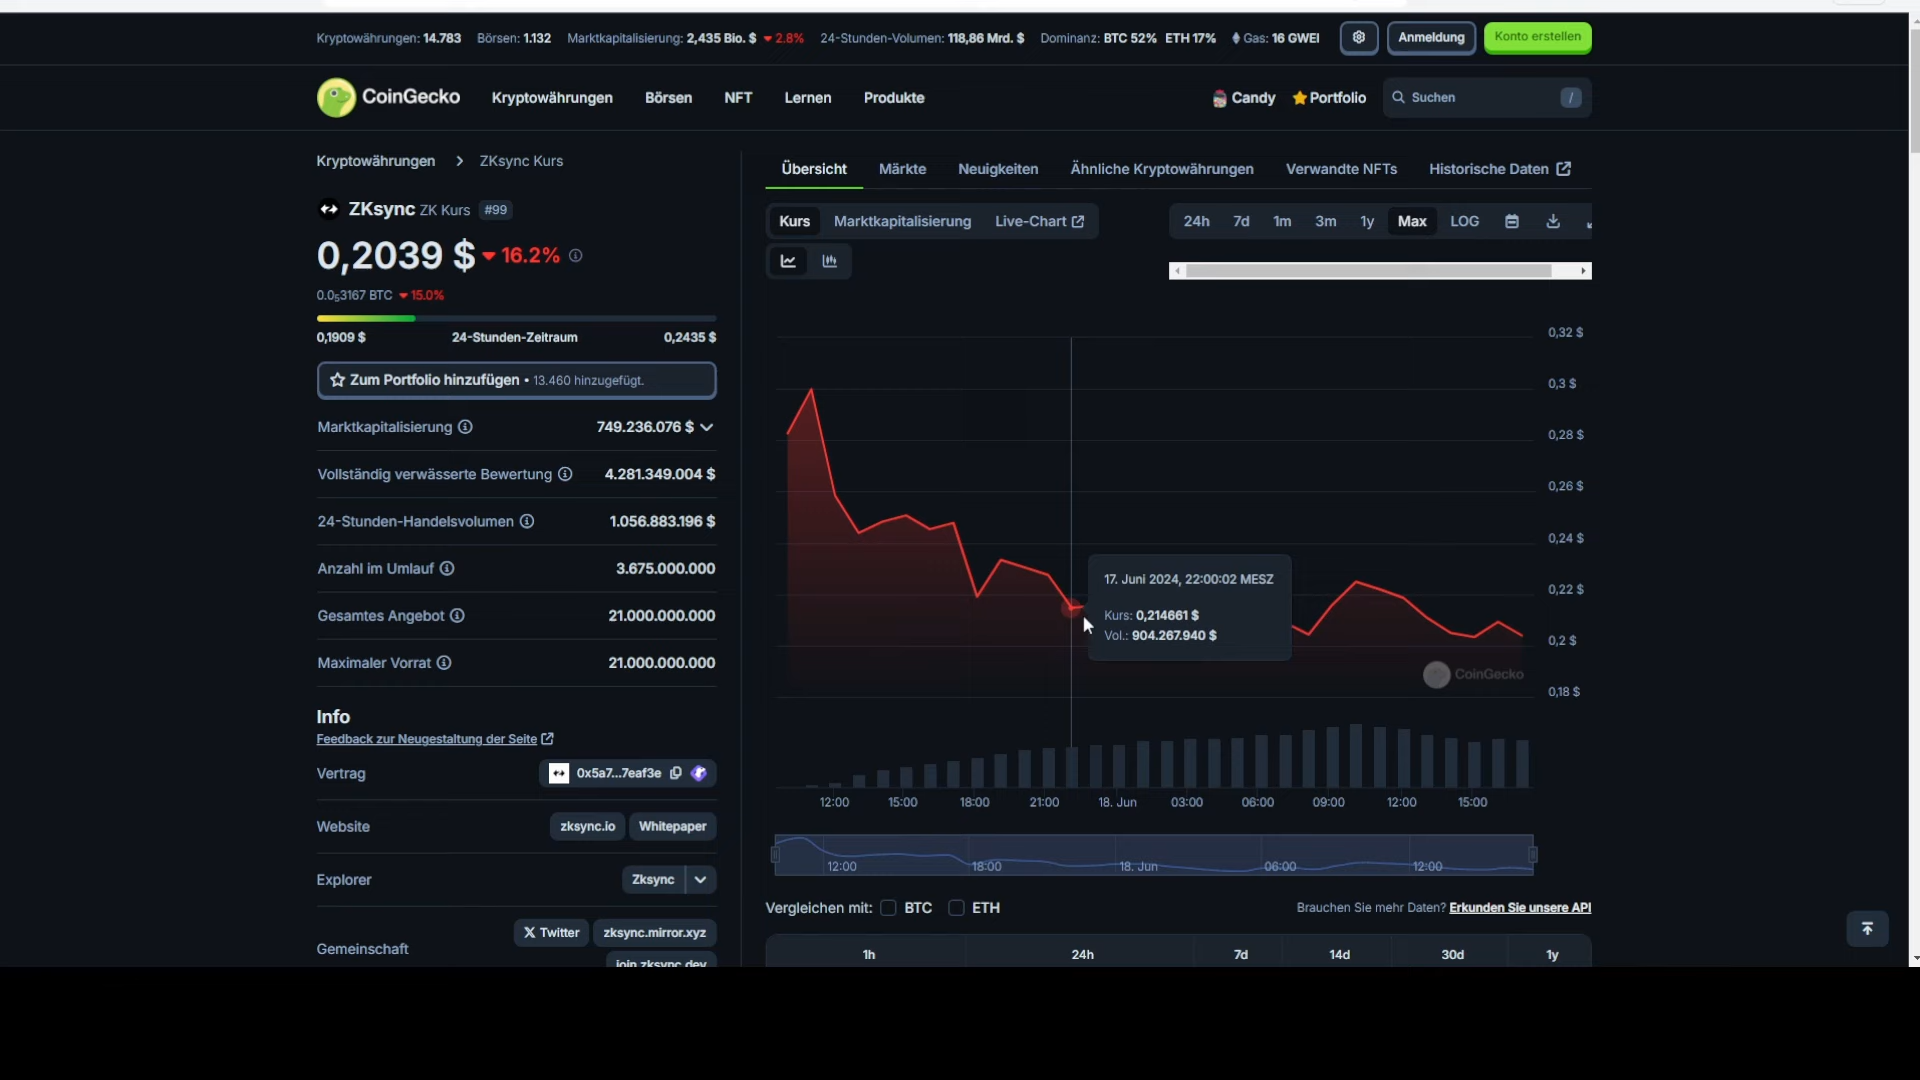 Kryptowährungen: 14.783 Börsen: 1.132 Marktkapitalisierung: 2,435 Bio. $ 2.8% 24-Stunden-Volumen: 118,86 Mrd. $ Dominanz: BTC 52% ETH 17% Gas: 16 GWEI Anmeldung Konto erstellen
CoinGecko Kryptowährungen Börsen NFT Lernen Produkte Candy Portfolio Suchen /
Kryptowährungen > ZKsync Kurs
ZKsync ZK Kurs #99
0,2039 $ 16.2%
0.0₅3167 BTC 15.0%
0,1909 $ 24-Stunden-Zeitraum 0,2435 $
Zum Portfolio hinzufügen • 13.460 hinzugefügt.
Marktkapitalisierung 749.236.076 $
Vollständig verwässerte Bewertung 4.281.349.004 $
24-Stunden-Handelsvolumen 1.056.883.196 $
Anzahl im Umlauf 3.675.000.000
Gesamtes Angebot 21.000.000.000
Maximaler Vorrat 21.000.000.000
Info
Feedback zur Neugestaltung der Seite
Vertrag 0x5a7...7eaf3e
Website zksync.io Whitepaper
Explorer Zksync
Gemeinschaft X Twitter zksync.mirror.xyz
join.zksync.dev
Übersicht Märkte Neuigkeiten Ähnliche Kryptowährungen Verwandte NFTs Historische Daten
Kurs Marktkapitalisierung Live-Chart 24h 7d 1m 3m 1y Max LOG
0,32 $
0,3 $
0,28 $
0,26 $
0,24 $
0,22 $
0,2 $
0,18 $
17. Juni 2024, 22:00:02 MESZ
Kurs: 0,214661 $
Vol.: 904.267.940 $
CoinGecko
12:00 15:00 18:00 21:00 18. Jun 03:00 06:00 09:00 12:00 15:00
12:00 18:00 18. Jun 06:00 12:00
Vergleichen mit: BTC ETH Brauchen Sie mehr Daten? Erkunden Sie unsere API
1h 24h 7d 14d 30d 1y